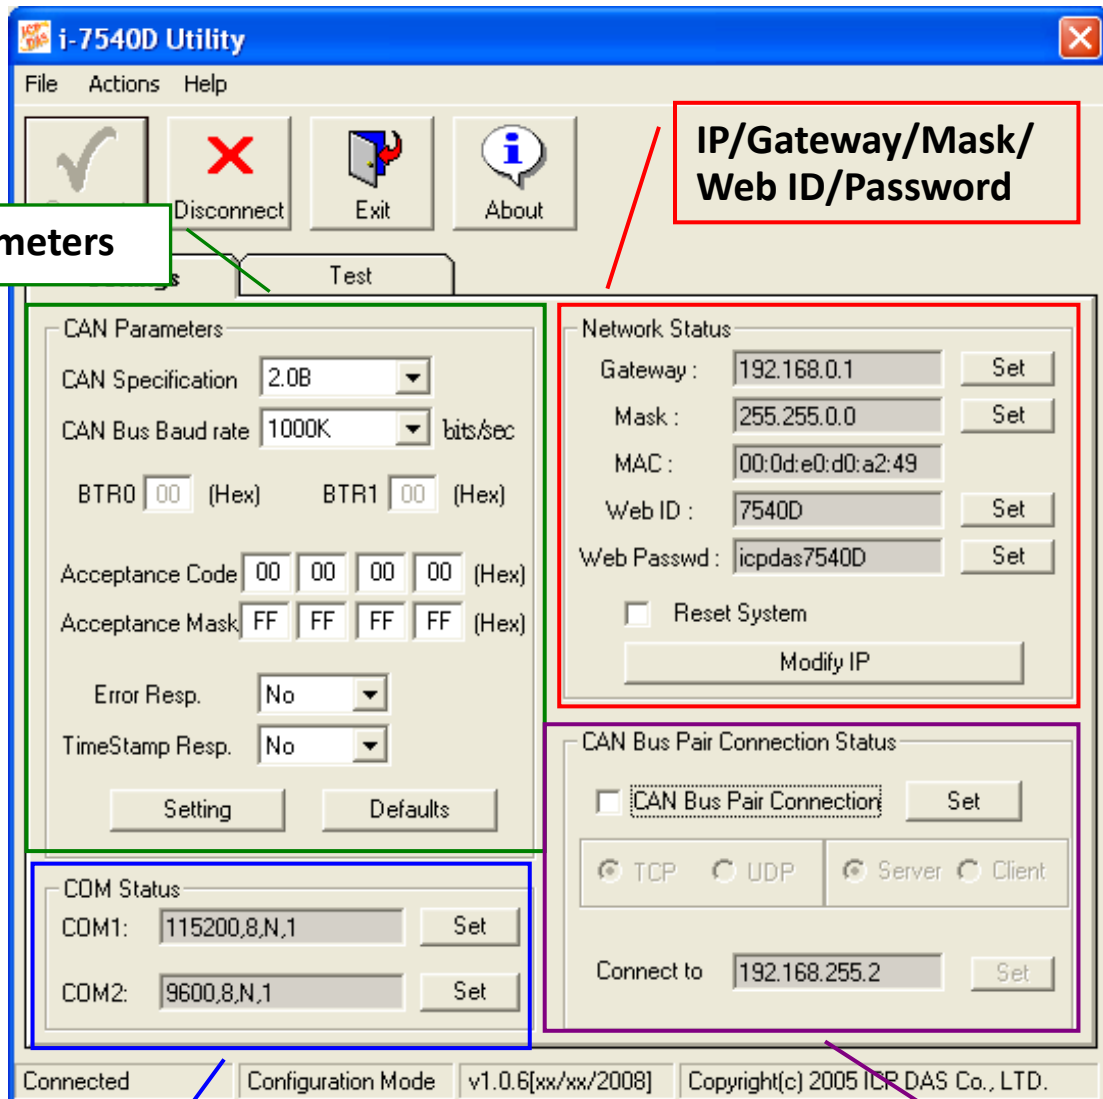 i-7540D Utility
File Actions Help
Disconnect Exit About
IP/Gateway/Mask/
Web ID/Password
meters
Test
CAN Parameters
CAN Specification 2.0B
CAN Bus Baud rate 1000K bits/sec
BTR0 00 (Hex) BTR1 00 (Hex)
Acceptance Code 00 00 00 00 (Hex)
Acceptance Mask FF FF FF FF (Hex)
Error Resp. No
TimeStamp Resp. No
Setting Defaults
COM Status
COM1: 115200,8,N,1 Set
COM2: 9600,8,N,1 Set
Network Status
Gateway : 192.168.0.1 Set
Mask : 255.255.0.0 Set
MAC : 00:0d:e0:d0:a2:49
Web ID : 7540D Set
Web Passwd : icpdas7540D Set
Reset System
Modify IP
CAN Bus Pair Connection Status
CAN Bus Pair Connection Set
TCP UDP Server Client
Connect to 192.168.255.2 Set
Connected Configuration Mode v1.0.6[xx/xx/2008] Copyright(c) 2005 ICP DAS Co., LTD.